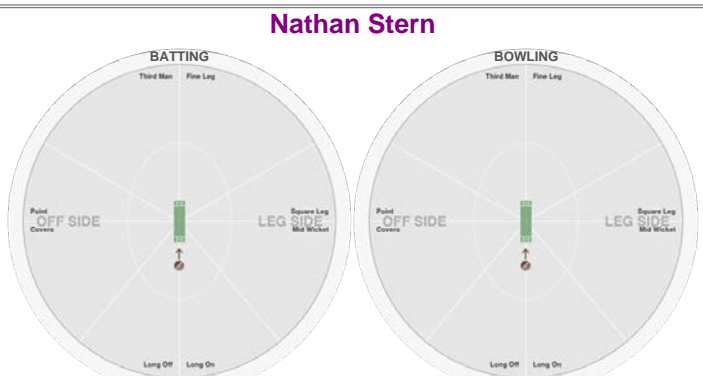 Nathan Stern
BATTING
Third Man Fine Leg
Point
OFF SIDE
Covers
Square Leg
LEG SIDE
Mid Wicket
Long Off Long On
BOWLING
Third Man Fine Leg
Point
OFF SIDE
Covers
Square Leg
LEG SIDE
Mid Wicket
Long Off Long On